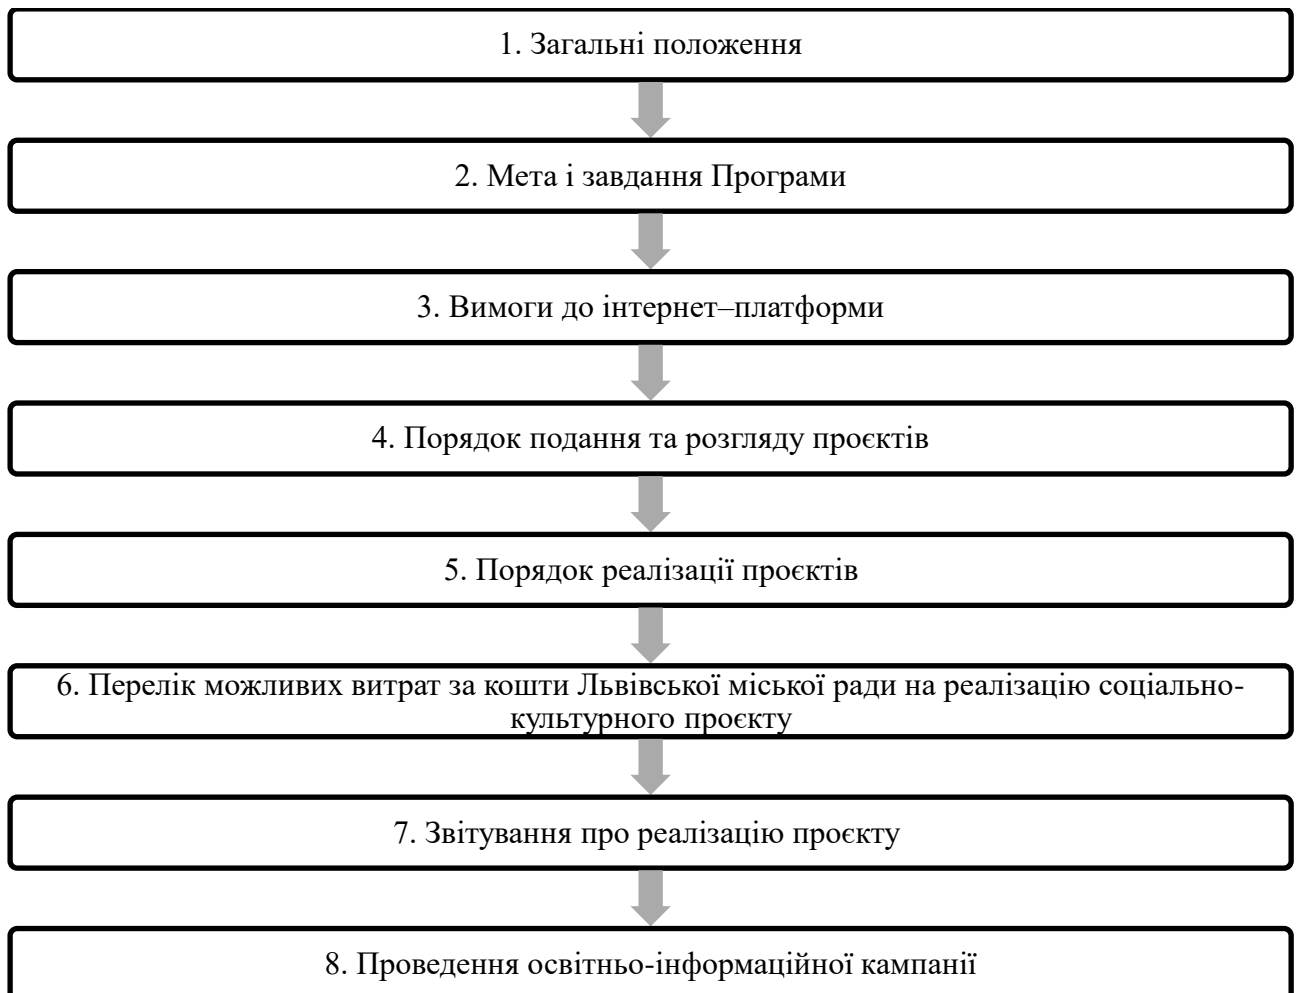 1. Загальні положення
2. Мета і завдання Програми
3. Вимоги до інтернет–платформи
4. Порядок подання та розгляду проєктів
5. Порядок реалізації проєктів
6. Перелік можливих витрат за кошти Львівської міської ради на реалізацію соціально-
культурного проєкту
7. Звітування про реалізацію проєкту
8. Проведення освітньо-інформаційної кампанії